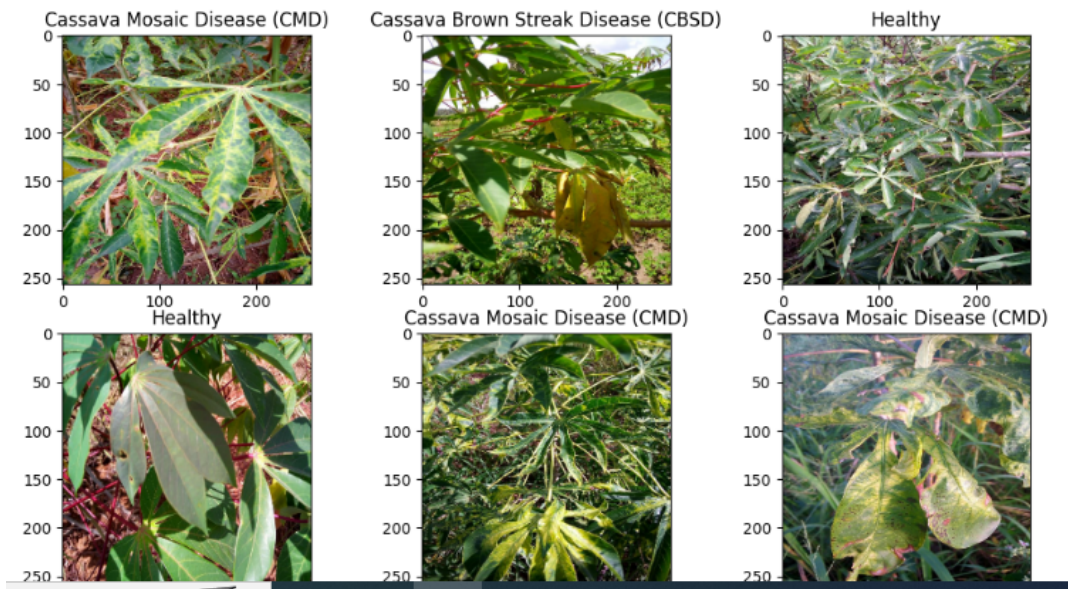 Cassava Mosaic Disease (CMD) Cassava Brown Streak Disease (CBSD) Healthy
0 0 0
50 50 50
100 100 100
150 150 150
200 200 200
250 250 250
0 100 200 0 100 200 0 100 200
Healthy Cassava Mosaic Disease (CMD) Cassava Mosaic Disease (CMD)
0 0 0
50 50 50
100 100 100
150 150 150
200 200 200
250 250 250